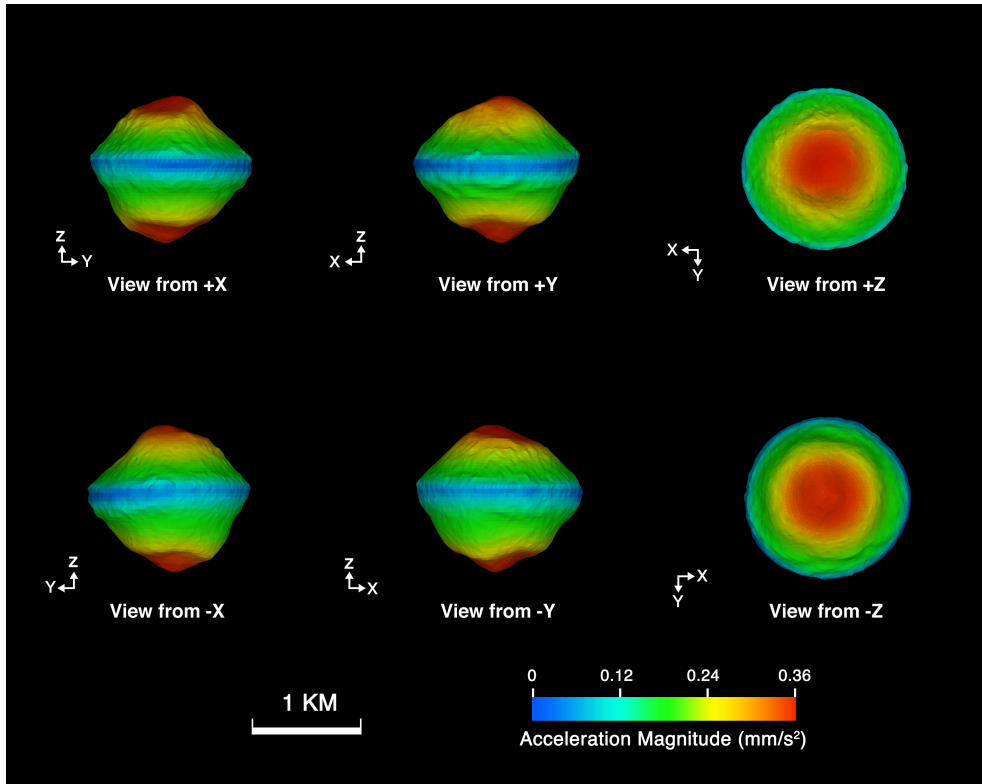 Z
Y
View from +X
Z
X
View from +Y
X
Y
View from +Z
Z
Y
View from -X
Z
X
View from -Y
X
Y
View from -Z
1 KM
0 0.12 0.24 0.36
Acceleration Magnitude (mm/s²)